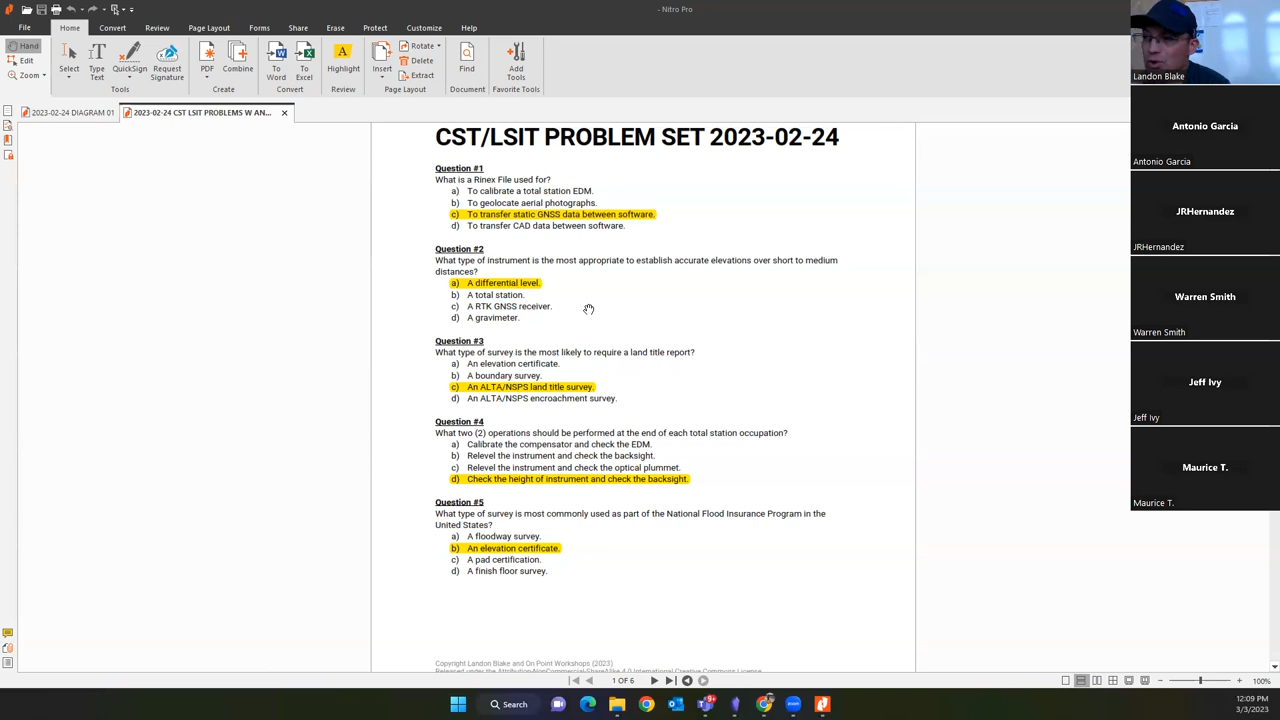 - Nitro Pro
File Home Convert Review Page Layout Forms Share Erase Protect Customize Help
Hand
Edit
Zoom
Select
Type Text
QuickSign
Request Signature
Tools
PDF
Combine
Create
To Word
To Excel
Convert
Highlight
Review
Insert
Rotate
Delete
Extract
Page Layout
Find
Document
Add Tools
Favorite Tools
2023-02-24 DIAGRAM 01
2023-02-24 CST LSIT PROBLEMS W AN...
CST/LSIT PROBLEM SET 2023-02-24
Question #1
What is a Rinex File used for?
a) To calibrate a total station EDM.
b) To geolocate aerial photographs.
c) To transfer static GNSS data between software.
d) To transfer CAD data between software.
Question #2
What type of instrument is the most appropriate to establish accurate elevations over short to medium
distances?
a) A differential level.
b) A total station.
c) A RTK GNSS receiver.
d) A gravimeter.
Question #3
What type of survey is the most likely to require a land title report?
a) An elevation certificate.
b) A boundary survey.
c) An ALTA/NSPS land title survey.
d) An ALTA/NSPS encroachment survey.
Question #4
What two (2) operations should be performed at the end of each total station occupation?
a) Calibrate the compensator and check the EDM.
b) Relevel the instrument and check the backsight.
c) Relevel the instrument and check the optical plummet.
d) Check the height of instrument and check the backsight.
Question #5
What type of survey is most commonly used as part of the National Flood Insurance Program in the
United States?
a) A floodway survey.
b) An elevation certificate.
c) A pad certification.
d) A finish floor survey.
Copyright Landon Blake and On Point Workshops (2023)
Released under the Attribution-NonCommercial-ShareAlike 4.0 International Creative Commons License
1 OF 6
100%
Landon Blake
Antonio Garcia
Antonio Garcia
JRHernandez
JRHernandez
Warren Smith
Warren Smith
Jeff Ivy
Jeff Ivy
Maurice T.
Maurice T.
Search
12:09 PM
3/3/2023